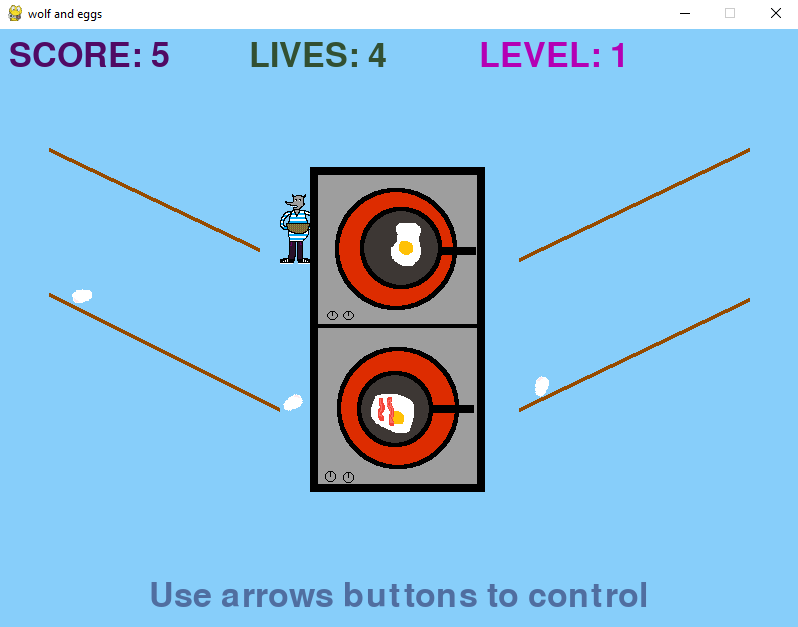 wolf and eggs
SCORE: 5 LIVES: 4 LEVEL: 1
Use arrows buttons to control